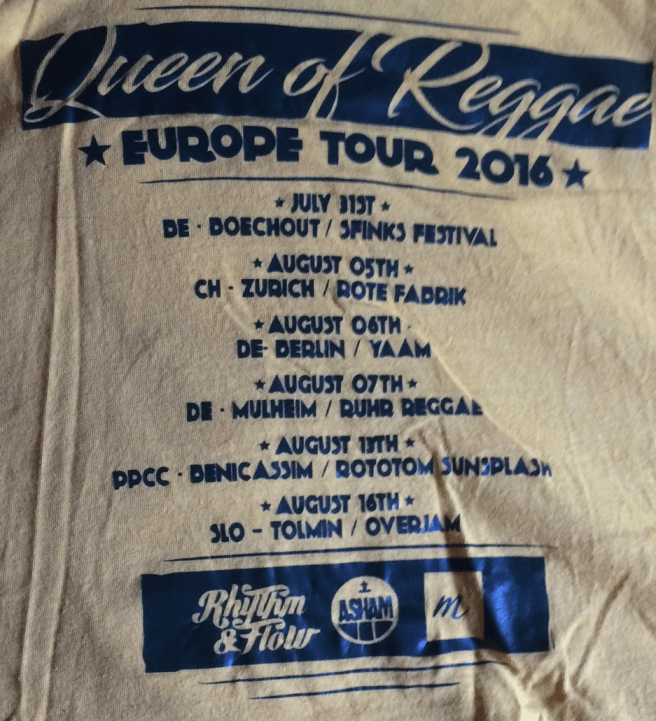 Queen of Reggae
★ EUROPE TOUR 2016 ★
★ JULY 31ST ★
DE · BOECHOUT / SFINKS FESTIVAL
★ AUGUST 05TH ★
CH · ZURICH / ROTE FABRIK
★ AUGUST 06TH ·
DE· BERLIN / YAAM
★ AUGUST 07TH ★
DE · MULHEIM / RUHR REGGAE
★ AUGUST 13TH ★
PPCC · BENICASSIM / ROTOTOM SUNSPLASH
★ AUGUST 16TH ★
SLO - TOLMIN / OVERJAM
Rhythm
& Flow
ASHAM
m